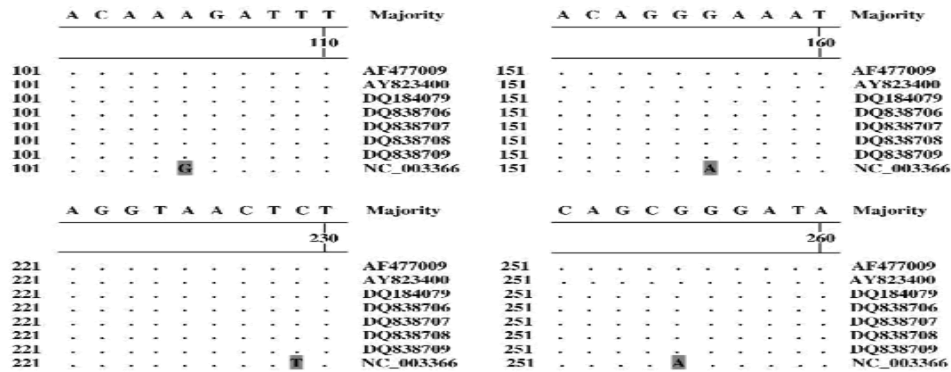 A C A A A G A T T T Majority
110
101 . . . . . . . . . . AF477009
101 . . . . . . . . . . AY823400
101 . . . . . . . . . . DQ184079
101 . . . . . . . . . . DQ838706
101 . . . . . . . . . . DQ838707
101 . . . . . . . . . . DQ838708
101 . . . . . . . . . . DQ838709
101 . . . . G . . . . . NC_003366
A C A G G G A A A T Majority
160
151 . . . . . . . . . . AF477009
151 . . . . . . . . . . AY823400
151 . . . . . . . . . . DQ184079
151 . . . . . . . . . . DQ838706
151 . . . . . . . . . . DQ838707
151 . . . . . . . . . . DQ838708
151 . . . . . . . . . . DQ838709
151 . . . . . A . . . . NC_003366
A G G T A A C T C T Majority
230
221 . . . . . . . . . . AF477009
221 . . . . . . . . . . AY823400
221 . . . . . . . . . . DQ184079
221 . . . . . . . . . . DQ838706
221 . . . . . . . . . . DQ838707
221 . . . . . . . . . . DQ838708
221 . . . . . . . . . . DQ838709
221 . . . . . . . . T . NC_003366
C A G C G G G A T A Majority
260
251 . . . . . . . . . . AF477009
251 . . . . . . . . . . AY823400
251 . . . . . . . . . . DQ184079
251 . . . . . . . . . . DQ838706
251 . . . . . . . . . . DQ838707
251 . . . . . . . . . . DQ838708
251 . . . . . . . . . . DQ838709
251 . . . . A . . . . . NC_003366